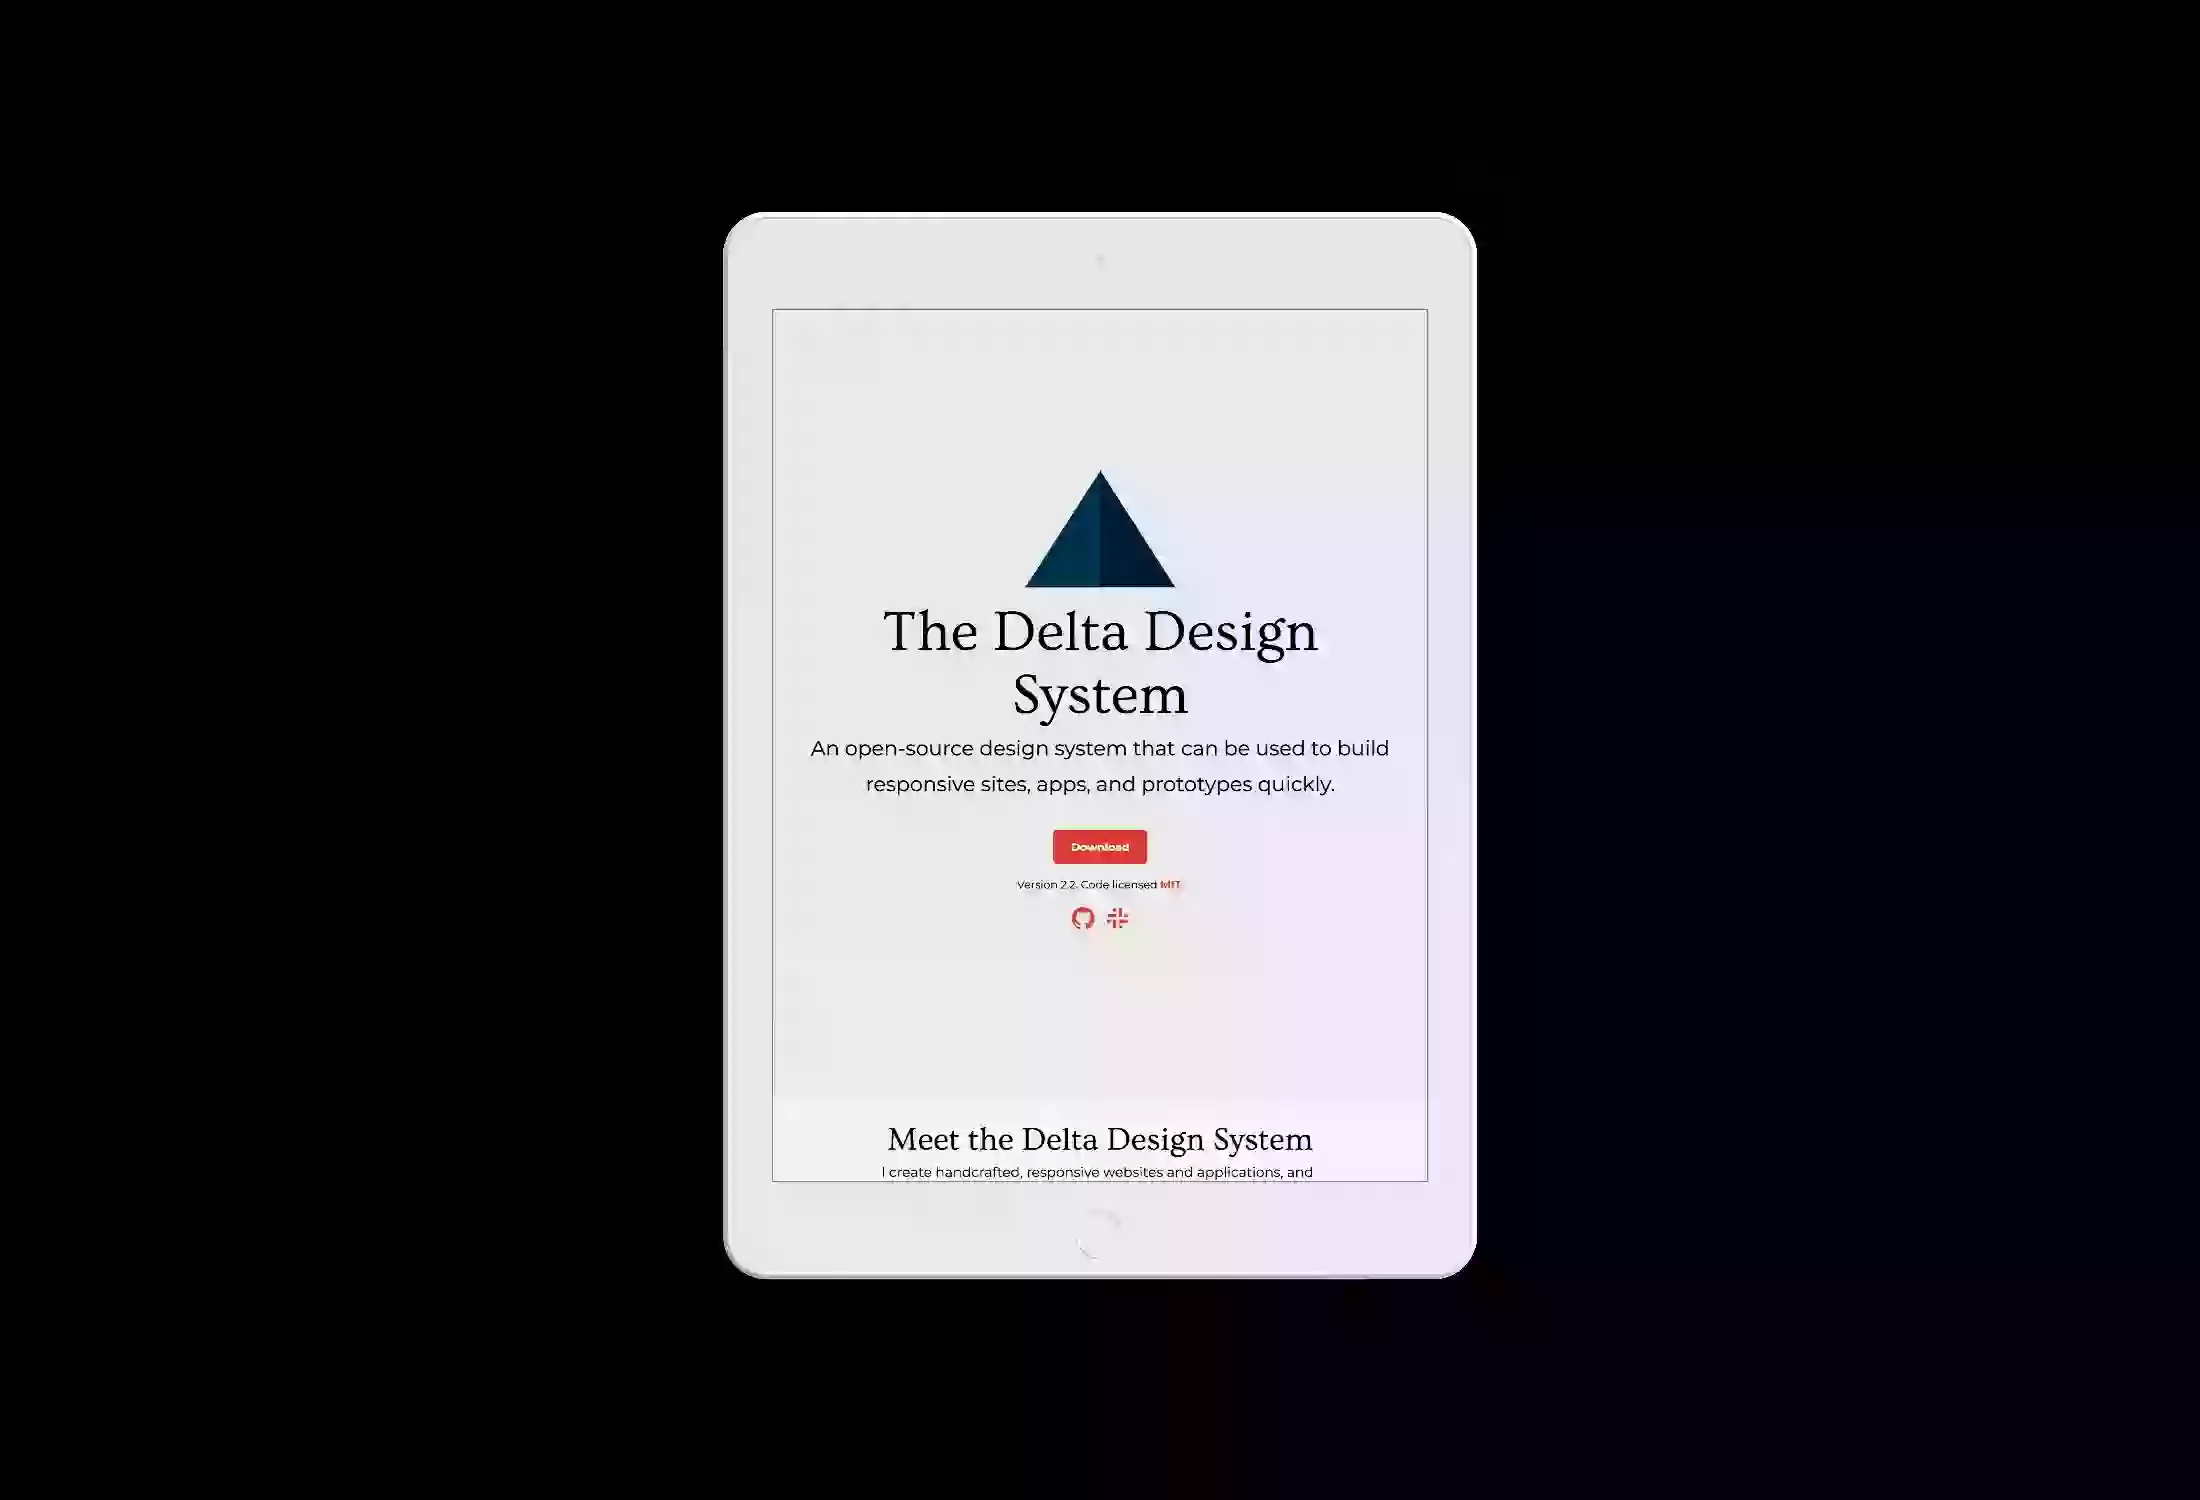 The Delta Design
System
An open-source design system that can be used to build
responsive sites, apps, and prototypes quickly.
Download
Version 2.2. Code licensed MIT
Meet the Delta Design System
I create handcrafted, responsive websites and applications, and